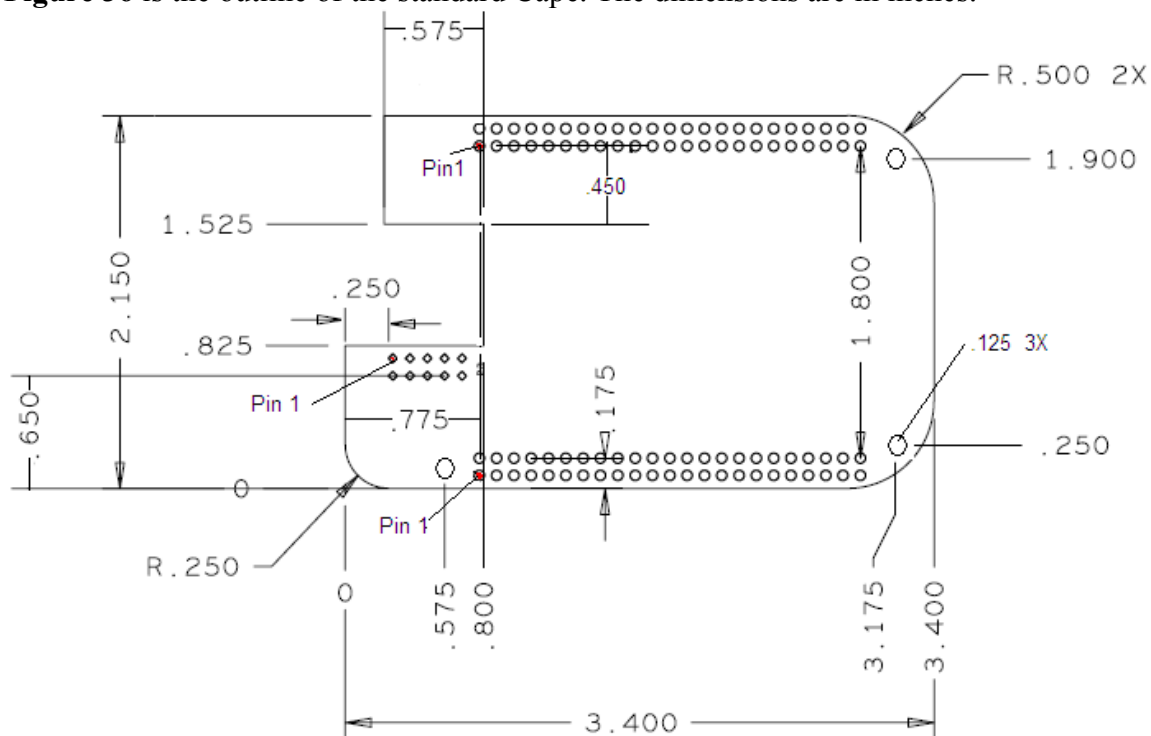 Figure 56 is the outline of the standard Cape. The dimensions are in inches.
.575
R.500 2X
Pin1
.450
1.900
1.525
2.150
.250
1.800
.825
.125 3X
Pin 1
.175
.650
.775
.250
0
Pin 1
R.250
0
.575
.800
3.175
3.400
3.400